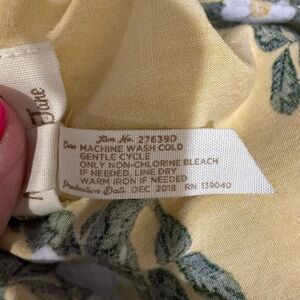 Jane
Item No. 27639D
Care MACHINE WASH COLD
GENTLE CYCLE
ONLY NON-CHLORINE BLEACH
IF NEEDED, LINE DRY
WARM IRON IF NEEDED
Production Date: DEC 2018 RN 139040